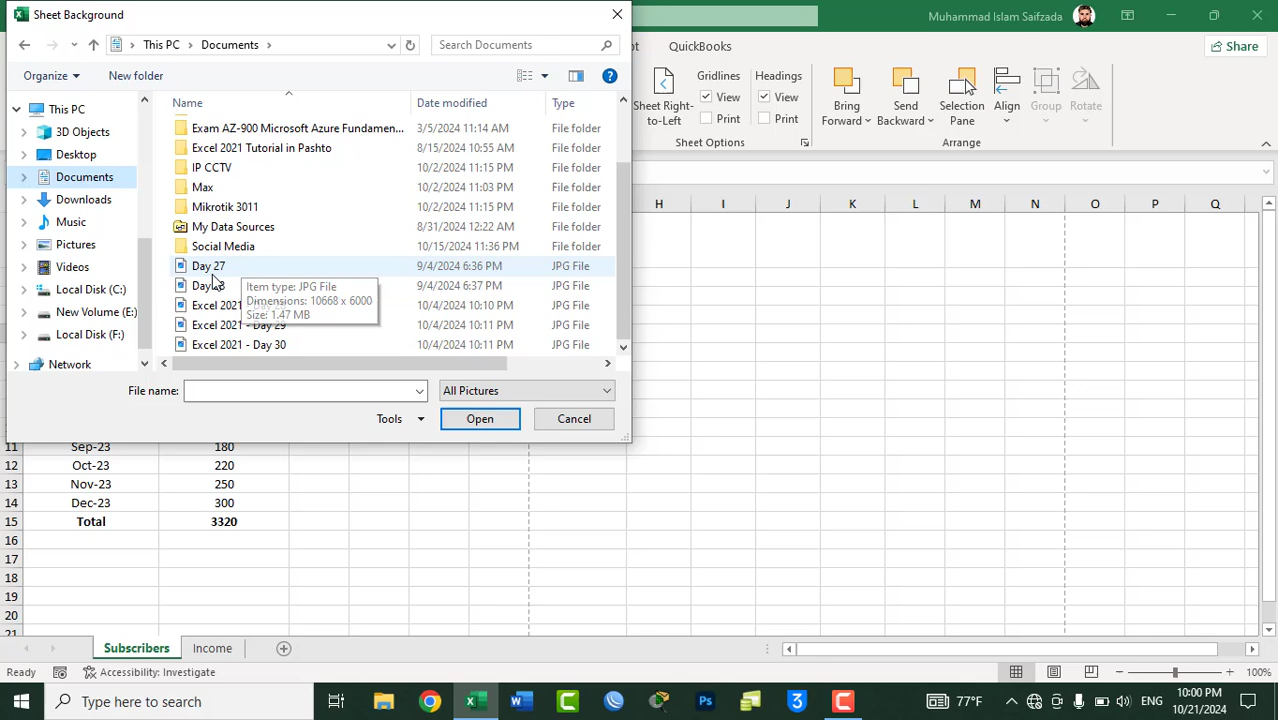 Sheet Background
Muhammad Islam Saifzada
This PC > Documents >
Search Documents
QuickBooks
Share
Organize
New folder
Gridlines
Headings
View
View
Print
Print
Sheet Right-
to-Left
Bring
Forward
Send
Backward
Selection
Pane
Align
Group
Rotate
Sheet Options
Arrange
This PC
3D Objects
Desktop
Documents
Downloads
Music
Pictures
Videos
Local Disk (C:)
New Volume (E:)
Local Disk (F:)
Network
Name Date modified Type
Exam AZ-900 Microsoft Azure Fundamen... 3/5/2024 11:14 AM File folder
Excel 2021 Tutorial in Pashto 8/15/2024 10:55 AM File folder
IP CCTV 10/2/2024 11:15 PM File folder
Max 10/2/2024 11:03 PM File folder
Mikrotik 3011 10/2/2024 11:15 PM File folder
My Data Sources 8/31/2024 12:22 AM File folder
Social Media 10/15/2024 11:36 PM File folder
Day 27 9/4/2024 6:36 PM JPG File
9/4/2024 6:37 PM JPG File
Excel 2021 10/4/2024 10:10 PM JPG File
Excel 2021 - Day 29 10/4/2024 10:11 PM JPG File
Excel 2021 - Day 30 10/4/2024 10:11 PM JPG File
Item type: JPG File
Dimensions: 10668 x 6000
Size: 1.47 MB
File name:
All Pictures
Tools
Open
Cancel
H I J K L M N O P Q
11 Sep-23 180
12 Oct-23 220
13 Nov-23 250
14 Dec-23 300
15 Total 3320
16
17
18
19
20
21
Subscribers
Income
Ready
Accessibility: Investigate
100%
Type here to search
77°F
ENG
10:00 PM
10/21/2024